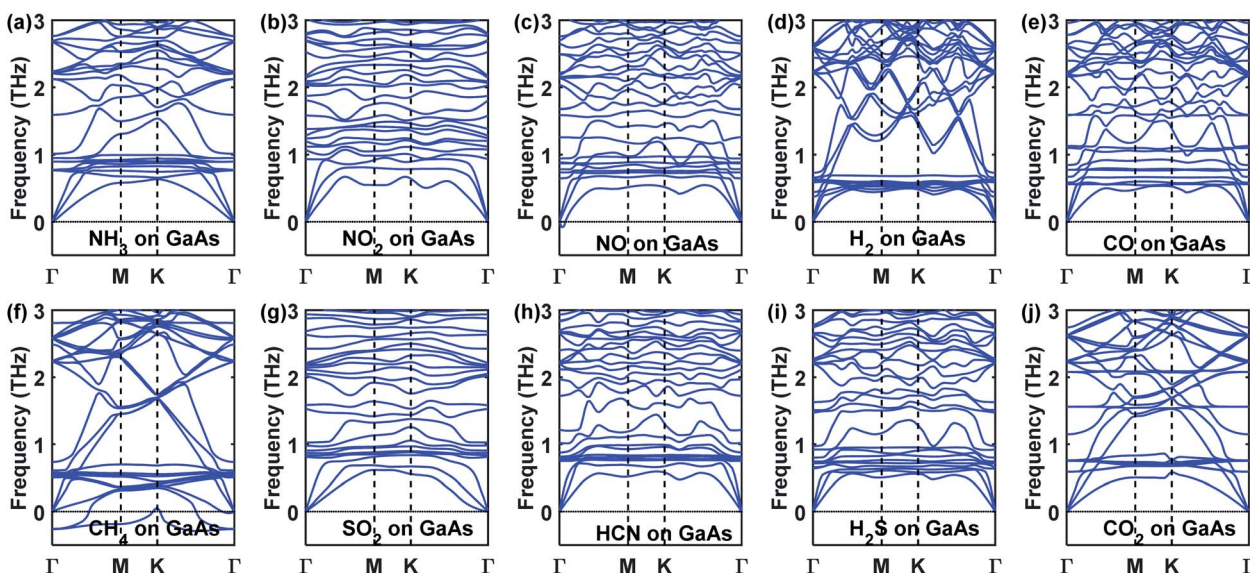 (a) (b) (c) (d) (e)
3 3 3 3 3
2 2 2 2 2
1 1 1 1 1
0 0 0 0 0
Frequency (THz) Frequency (THz) Frequency (THz) Frequency (THz) Frequency (THz)
NH₃ on GaAs NO₂ on GaAs NO on GaAs H₂ on GaAs CO on GaAs
Γ M K Γ Γ M K Γ Γ M K Γ Γ M K Γ Γ M K Γ
(f) (g) (h) (i) (j)
3 3 3 3 3
2 2 2 2 2
1 1 1 1 1
0 0 0 0 0
Frequency (THz) Frequency (THz) Frequency (THz) Frequency (THz) Frequency (THz)
CH₄ on GaAs SO₂ on GaAs HCN on GaAs H₂S on GaAs CO₂ on GaAs
Γ M K Γ Γ M K Γ Γ M K Γ Γ M K Γ Γ M K Γ